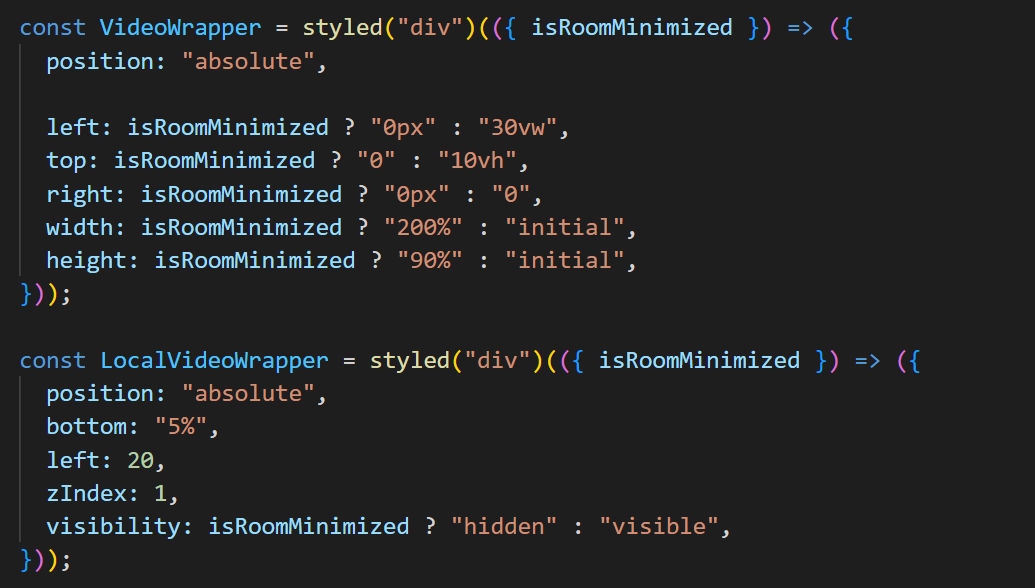 const VideoWrapper = styled("div")(({ isRoomMinimized }) => ({
  position: "absolute",

  left: isRoomMinimized ? "0px" : "30vw",
  top: isRoomMinimized ? "0" : "10vh",
  right: isRoomMinimized ? "0px" : "0",
  width: isRoomMinimized ? "200%" : "initial",
  height: isRoomMinimized ? "90%" : "initial",
}));

const LocalVideoWrapper = styled("div")(({ isRoomMinimized }) => ({
  position: "absolute",
  bottom: "5%",
  left: 20,
  zIndex: 1,
  visibility: isRoomMinimized ? "hidden" : "visible",
}));